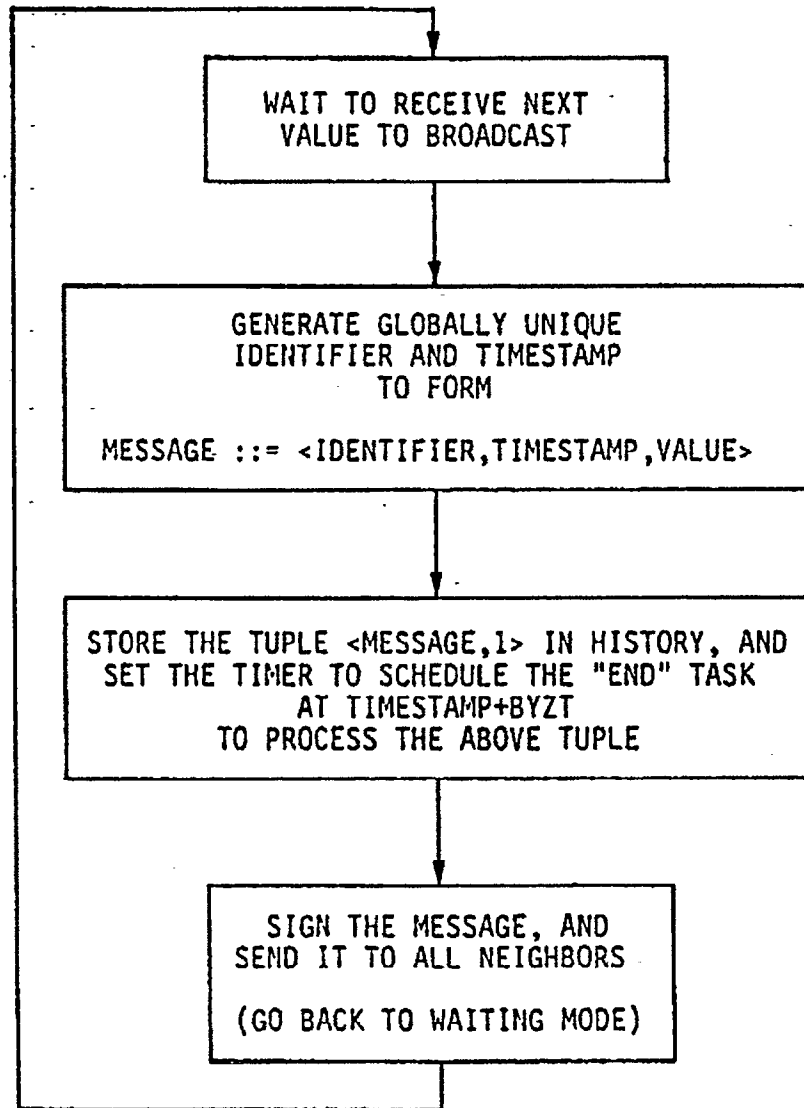 WAIT TO RECEIVE NEXT
VALUE TO BROADCAST
GENERATE GLOBALLY UNIQUE
IDENTIFIER AND TIMESTAMP
TO FORM
MESSAGE ::= <IDENTIFIER,TIMESTAMP,VALUE>
STORE THE TUPLE <MESSAGE,1> IN HISTORY, AND
SET THE TIMER TO SCHEDULE THE "END" TASK
AT TIMESTAMP+BYZT
TO PROCESS THE ABOVE TUPLE
SIGN THE MESSAGE, AND
SEND IT TO ALL NEIGHBORS
(GO BACK TO WAITING MODE)